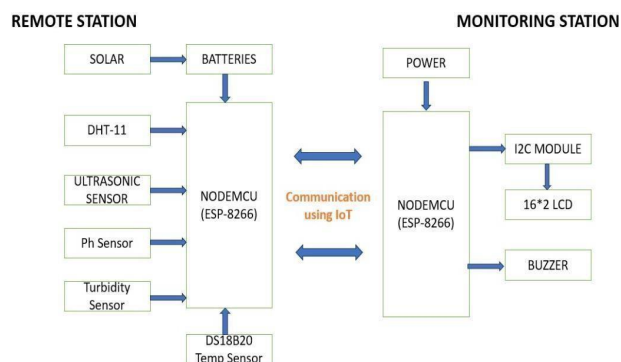 REMOTE STATION
MONITORING STATION
SOLAR
BATTERIES
POWER
DHT-11
I2C MODULE
ULTRASONIC
SENSOR
NODEMCU
(ESP-8266)
Communication
using IoT
NODEMCU
(ESP-8266)
16*2 LCD
Ph Sensor
BUZZER
Turbidity
Sensor
DS18B20
Temp Sensor